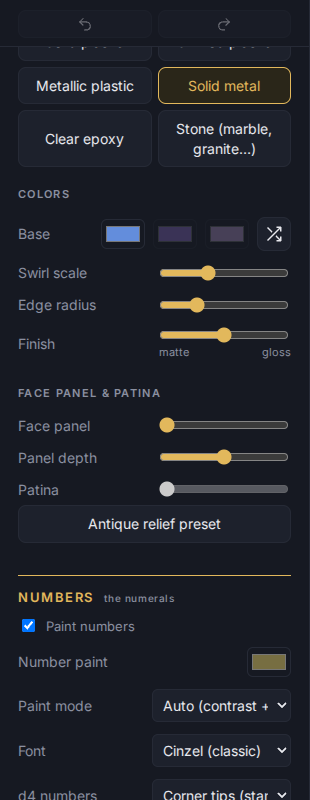 Metallic plastic
Solid metal
Clear epoxy
Stone (marble,
granite...)
COLORS
Base
Swirl scale
Edge radius
Finish
matte
gloss
FACE PANEL & PATINA
Face panel
Panel depth
Patina
Antique relief preset
NUMBERS the numerals
Paint numbers
Number paint
Paint mode
Auto (contrast +
Font
Cinzel (classic)
d4 numbers
Corner tips (star